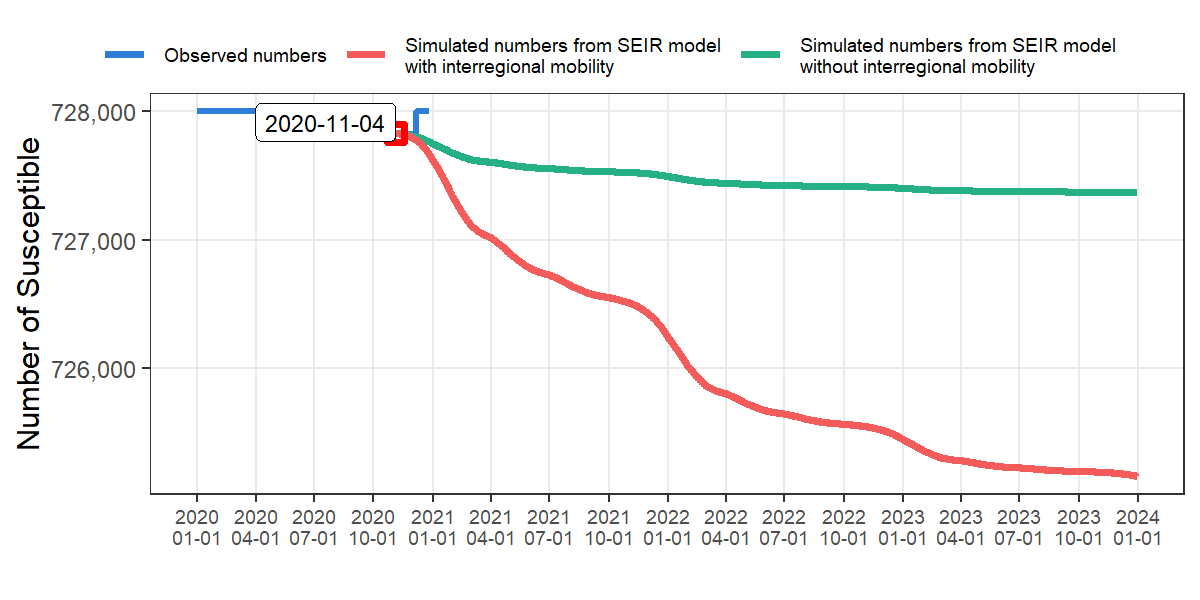 Observed numbers
Simulated numbers from SEIR model
with interregional mobility
Simulated numbers from SEIR model
without interregional mobility
Number of Susceptible
728,000
727,000
726,000
2020-11-04
2020 2020 2020 2020 2021 2021 2021 2021 2022 2022 2022 2022 2023 2023 2023 2023 2024
01-01 04-01 07-01 10-01 01-01 04-01 07-01 10-01 01-01 04-01 07-01 10-01 01-01 04-01 07-01 10-01 01-01